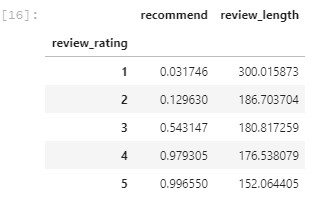 [16]:
recommend review_length
review_rating
1 0.031746 300.015873
2 0.129630 186.703704
3 0.543147 180.817259
4 0.979305 176.538079
5 0.996550 152.064405